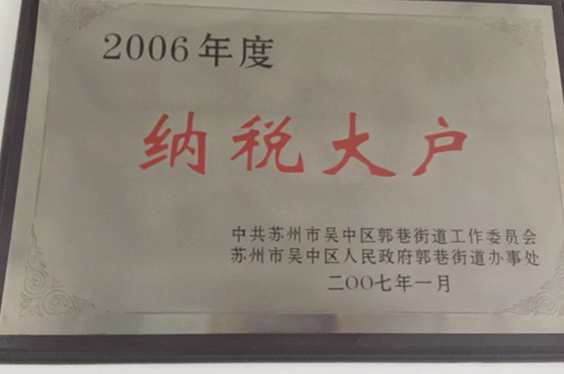 2006年度
纳税大户
中共苏州市吴中区郭巷街道工作委员会
苏州市吴中区人民政府郭巷街道办事处
二〇〇七年一月